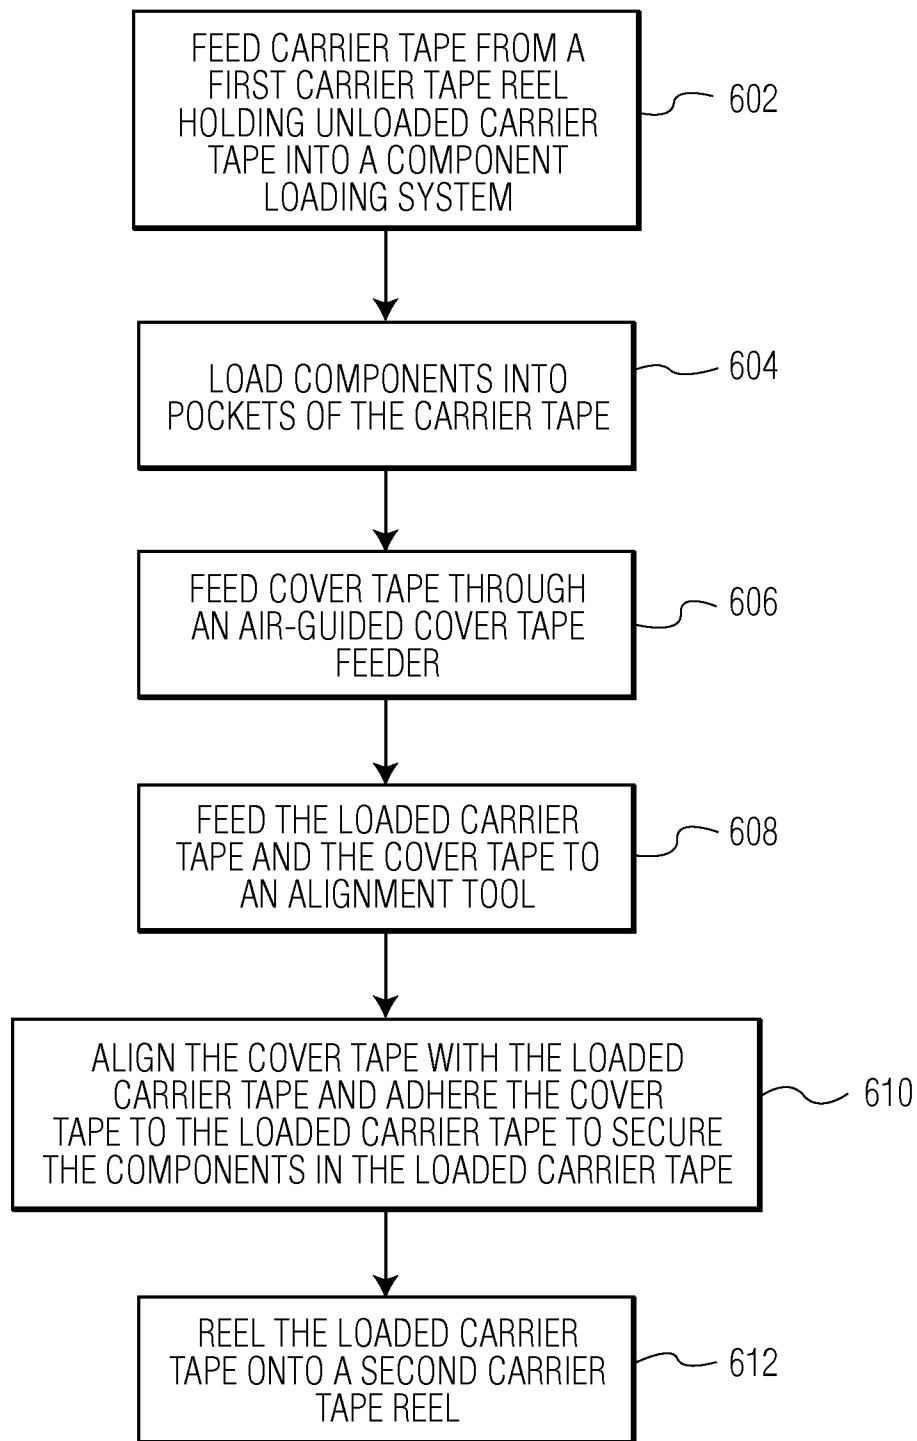 FEED CARRIER TAPE FROM A
FIRST CARRIER TAPE REEL
HOLDING UNLOADED CARRIER
TAPE INTO A COMPONENT
LOADING SYSTEM
602
LOAD COMPONENTS INTO
POCKETS OF THE CARRIER TAPE
604
FEED COVER TAPE THROUGH
AN AIR-GUIDED COVER TAPE
FEEDER
606
FEED THE LOADED CARRIER
TAPE AND THE COVER TAPE TO
AN ALIGNMENT TOOL
608
ALIGN THE COVER TAPE WITH THE LOADED
CARRIER TAPE AND ADHERE THE COVER
TAPE TO THE LOADED CARRIER TAPE TO SECURE
THE COMPONENTS IN THE LOADED CARRIER TAPE
610
REEL THE LOADED CARRIER
TAPE ONTO A SECOND CARRIER
TAPE REEL
612